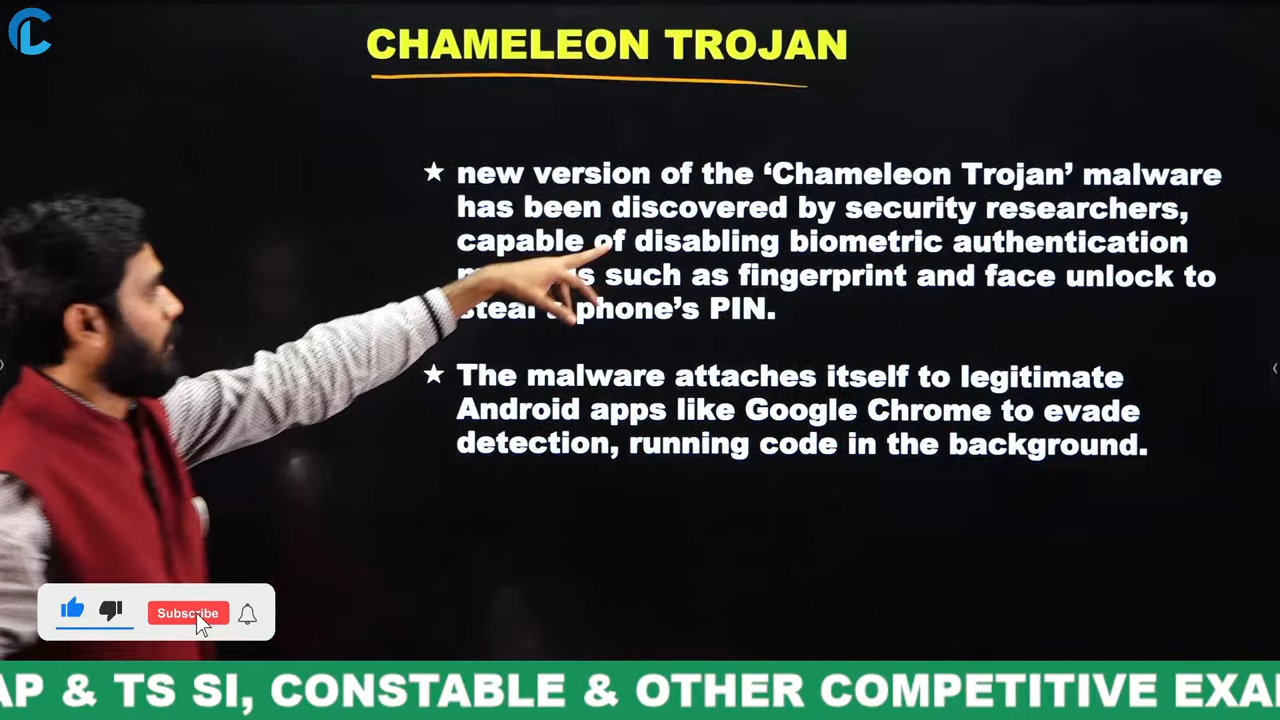 CHAMELEON TROJAN
★ new version of the ‘Chameleon Trojan’ malware
has been discovered by security researchers,
capable of disabling biometric authentication
such as fingerprint and face unlock to
phone’s PIN.
★ The malware attaches itself to legitimate
Android apps like Google Chrome to evade
detection, running code in the background.
Subscribe
AP & TS SI, CONSTABLE & OTHER COMPETITIVE